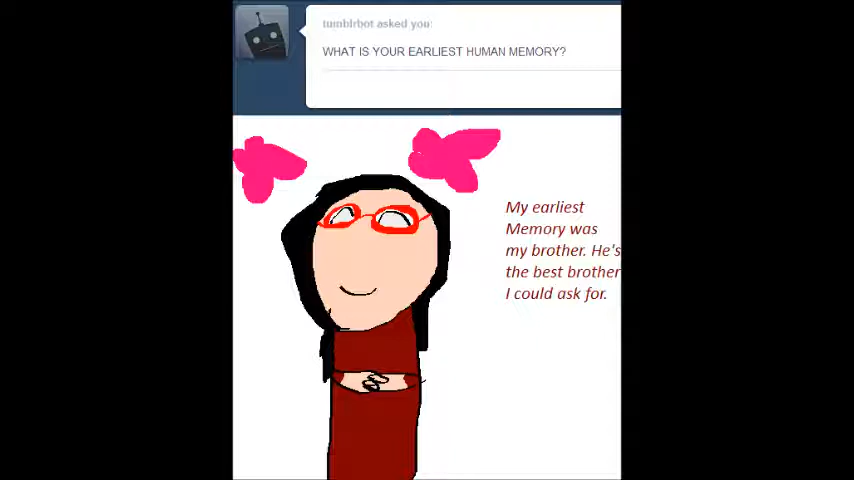 tumblrbot asked you:
WHAT IS YOUR EARLIEST HUMAN MEMORY?
My earliest
Memory was
my brother. He's
the best brother
I could ask for.